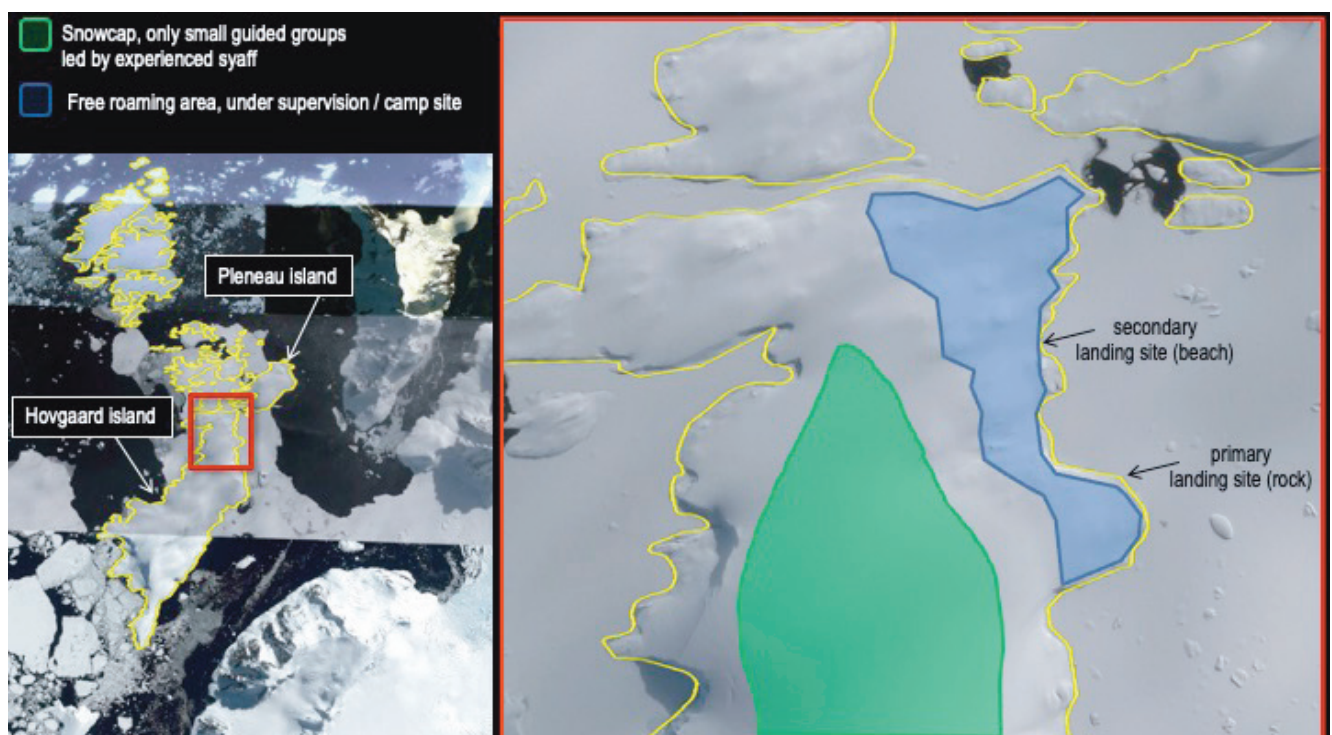 Snowcap, only small guided groups
led by experienced syaff
Free roaming area, under supervision / camp site
Pleneau island
Hovgaard island
secondary
landing site (beach)
primary
landing site (rock)